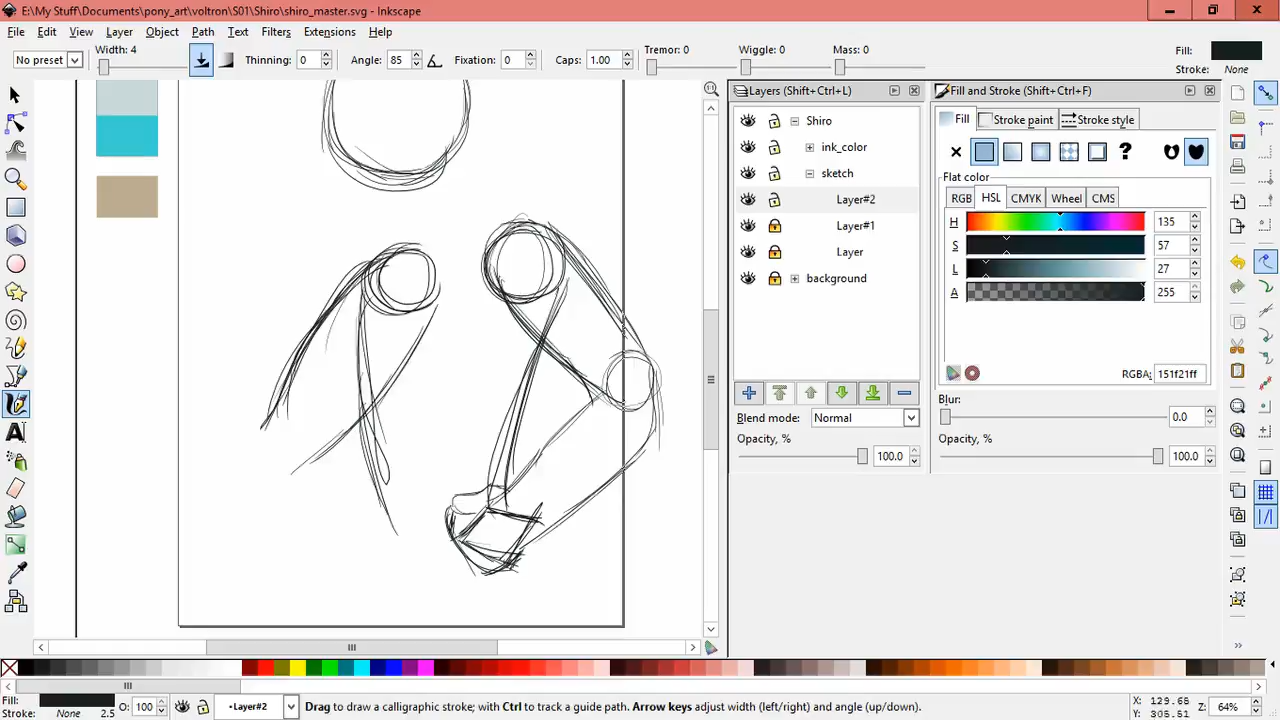 E:\My Stuff\Documents\pony_art\voltron\S01\Shiro\shiro_master.svg - Inkscape
File Edit View Layer Object Path Filters Text Extensions Help
No preset Width: 4 Thinning: 0 Angle: 85 Fixation: 0 Caps: 1.00 Tremor: 0 Wiggle: 0 Mass: 0 Fill: Stroke: None
Layers (Shift+Ctrl+L)
Shiro
ink_color
sketch
Layer#2
Layer#1
Layer
background
Blend mode: Normal
Opacity, % 100.0
Fill and Stroke (Shift+Ctrl+F)
Fill Stroke paint Stroke style
?
Flat color
RGB HSL CMYK Wheel CMS
H 135
S 57
L 27
A 255
RGBA: 151f21ff
Blur: 0.0
Opacity, % 100.0
Fill: Stroke: None 2.5 O: 100 •Layer#2 Drag to draw a calligraphic stroke; with Ctrl to track a guide path. Arrow keys adjust width (left/right) and angle (up/down). X: 129.65 Y: 305.51 Z: 64%